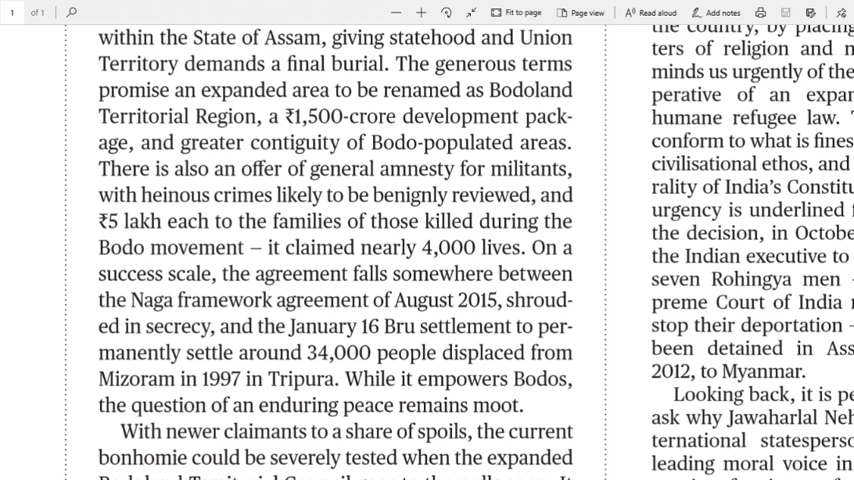 1 of 1 Fit to page Page view Read aloud Add notes
within the State of Assam, giving statehood and Union
Territory demands a final burial. The generous terms
promise an expanded area to be renamed as Bodoland
Territorial Region, a ₹1,500-crore development pack-
age, and greater contiguity of Bodo-populated areas.
There is also an offer of general amnesty for militants,
with heinous crimes likely to be benignly reviewed, and
₹5 lakh each to the families of those killed during the
Bodo movement – it claimed nearly 4,000 lives. On a
success scale, the agreement falls somewhere between
the Naga framework agreement of August 2015, shroud-
ed in secrecy, and the January 16 Bru settlement to per-
manently settle around 34,000 people displaced from
Mizoram in 1997 in Tripura. While it empowers Bodos,
the question of an enduring peace remains moot.
With newer claimants to a share of spoils, the current
bonhomie could be severely tested when the expanded
the country, by placing
ters of religion and
minds us urgently of the
perative of an
humane refugee law.
conform to what is
civilisational ethos, and
rality of India's
urgency is underlined
the decision, in
the Indian executive to
seven Rohingya men
preme Court of India
stop their deportation –
been detained in
2012, to Myanmar.
Looking back, it is
ask why Jawaharlal
ternational
leading moral voice in